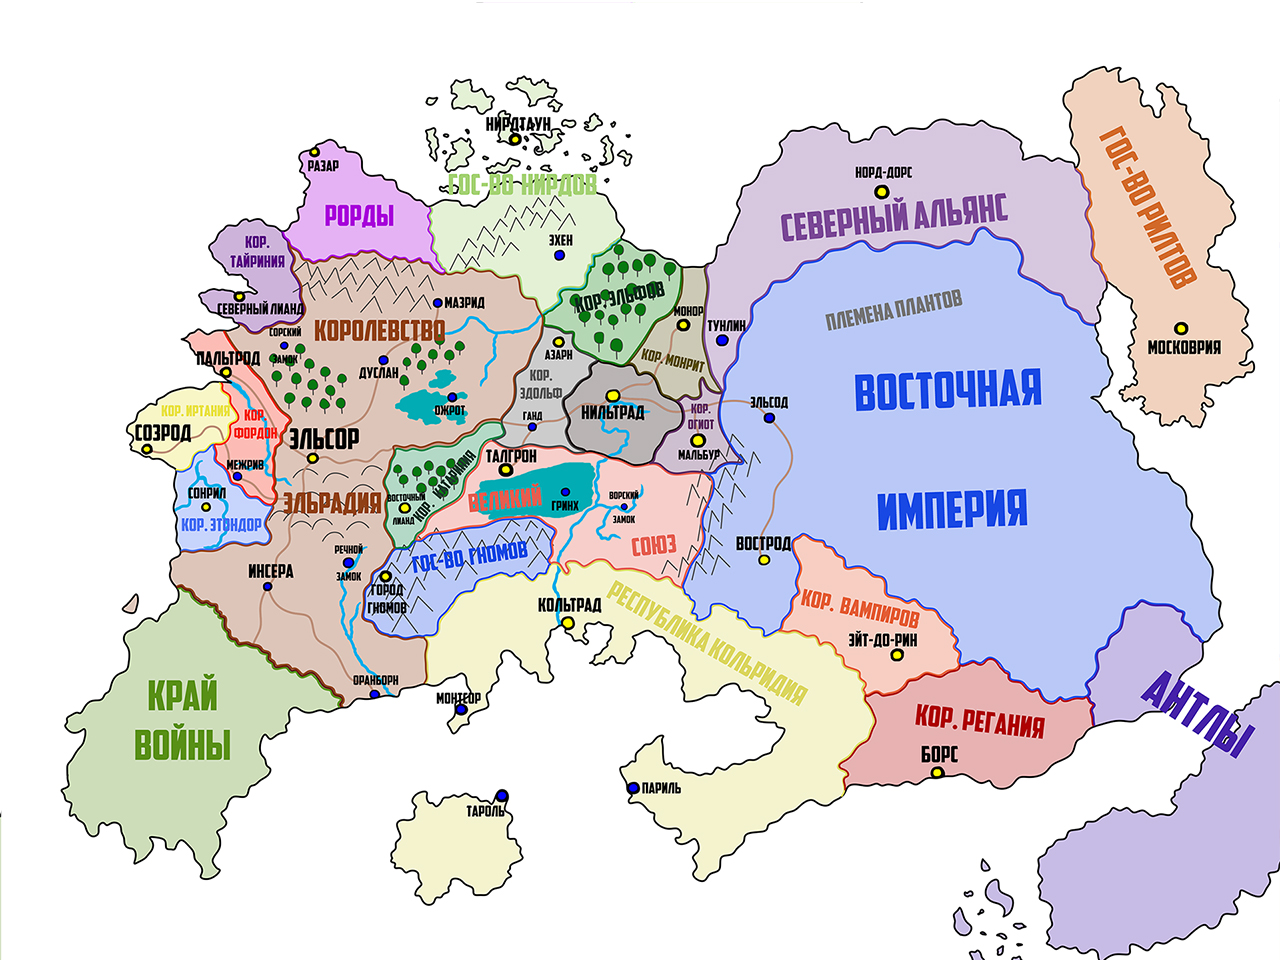 НИРДТАУН
РАЗАР
ГОС-ВО НИРДОВ
РОРДЫ
ЭХЕН
КОР.
ТАЙРИНИЯ
СЕВЕРНЫЙ ЛИАНД
НОРД-ДОРС
СЕВЕРНЫЙ АЛЬЯНС
ГОС-ВО РИЛТОВ
МОСКОВРИЯ
КОР. ЭЛЬФОВ
МАЗРИД
КОРОЛЕВСТВО
СОРСКИЙ
ЗАМОК
ДУСЛАН
ОЖРОТ
ПАЛЬТРОД
АЗАРН
КОР.
ЭДОЛЬФ
ГАНД
МОНОР
КОР. МОНРИТ
ТУНЛИН
ПЛЕМЕНА ПЛАНТОВ
ВОСТОЧНАЯ
ИМПЕРИЯ
НИЛЬТРАД
КОР.
ОГИОТ
МАЛЬБУР
ЭЛЬСОД
КОР. ИРТАНИЯ
СОЗРОД
КОР.
ФОРДОН
МЕЖРИВ
ЭЛЬСОР
ЭЛЬРАДИЯ
СОНРИЛ
КОР. ЭТОНДОР
ВОСТОЧНЫЙ
ЛИАНД
КОР. КАТАРИНИЯ
ТАЛГРОН
ВЕЛИКИЙ
ГРИНХ
ВОРСКИЙ
ЗАМОК
СОЮЗ
ВОСТРОД
РЕЧНОЙ
ЗАМОК
ИНСЕРА
ГОС-ВО ГНОМОВ
ГОРОД
ГНОМОВ
КОЛЬТРАД
РЕСПУБЛИКА КОЛЬРИДИЯ
КОР. ВАМПИРОВ
ЭЙТ-ДО-РИН
ОРАНБОРН
МОНТЕОР
КРАЙ
ВОЙНЫ
КОР. РЕГАНИЯ
БОРС
АНТЛЫ
ПАРИЛЬ
ТАРОЛЬ